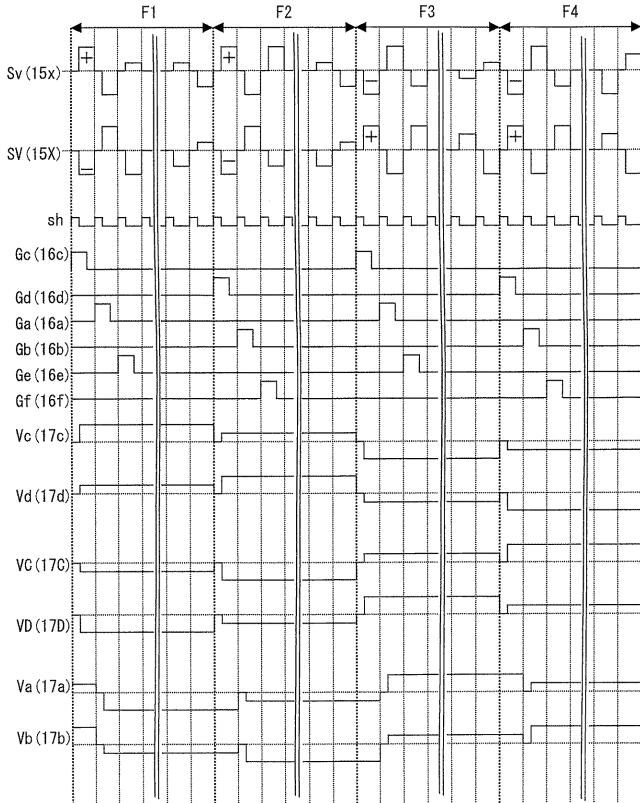 F1 F2 F3 F4
Sv(15x)
+ + − −
SV(15X)
− − + +
sh
Gc(16c)
Gd(16d)
Ga(16a)
Gb(16b)
Ge(16e)
Gf(16f)
Vc(17c)
Vd(17d)
VC(17C)
VD(17D)
Va(17a)
Vb(17b)